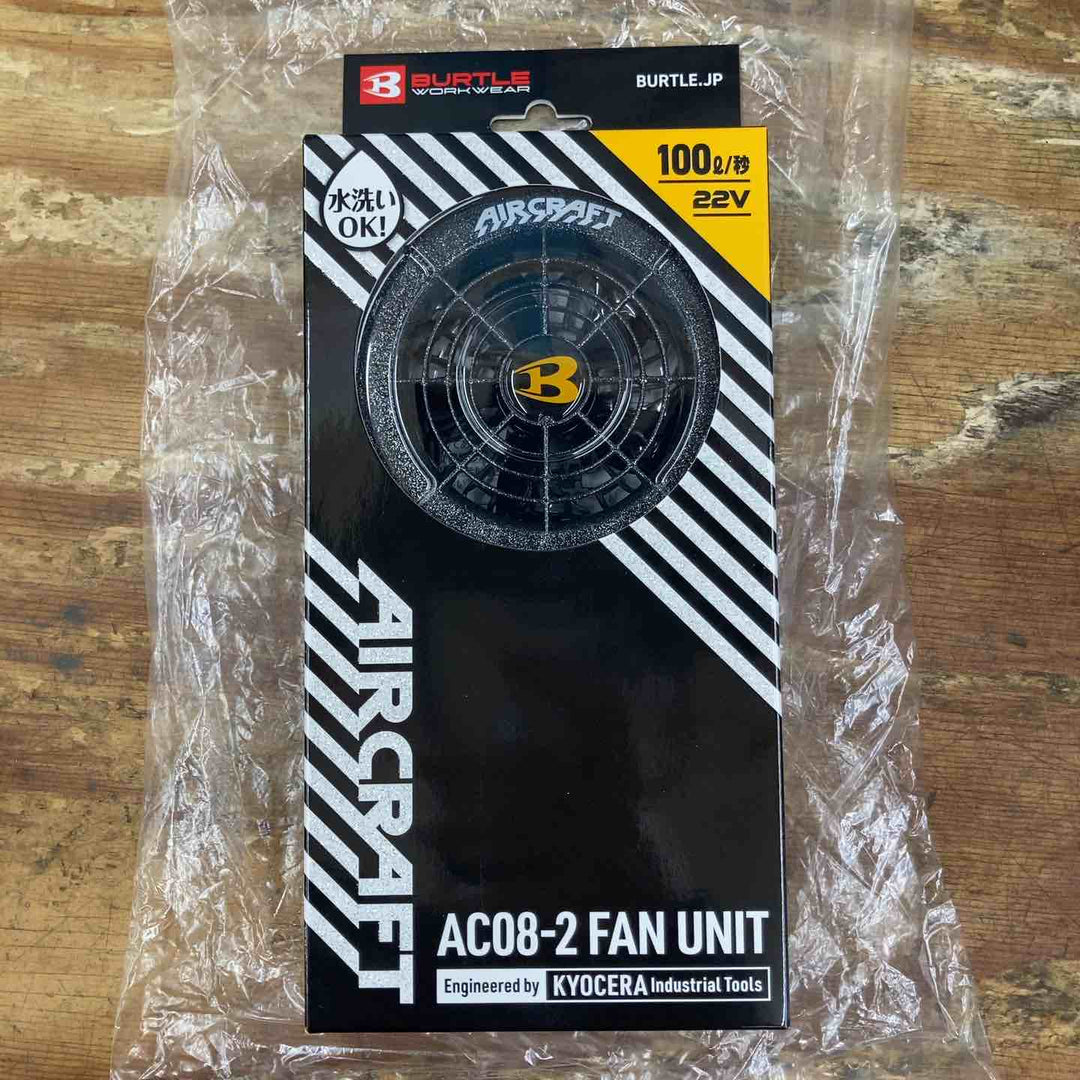 B BURTLE
WORKWEAR
BURTLE.JP
水洗い
OK!
100ℓ/秒
22V
AIRCRAFT
B
AIRCRAFT
AC08-2 FAN UNIT
Engineered by KYOCERA Industrial Tools